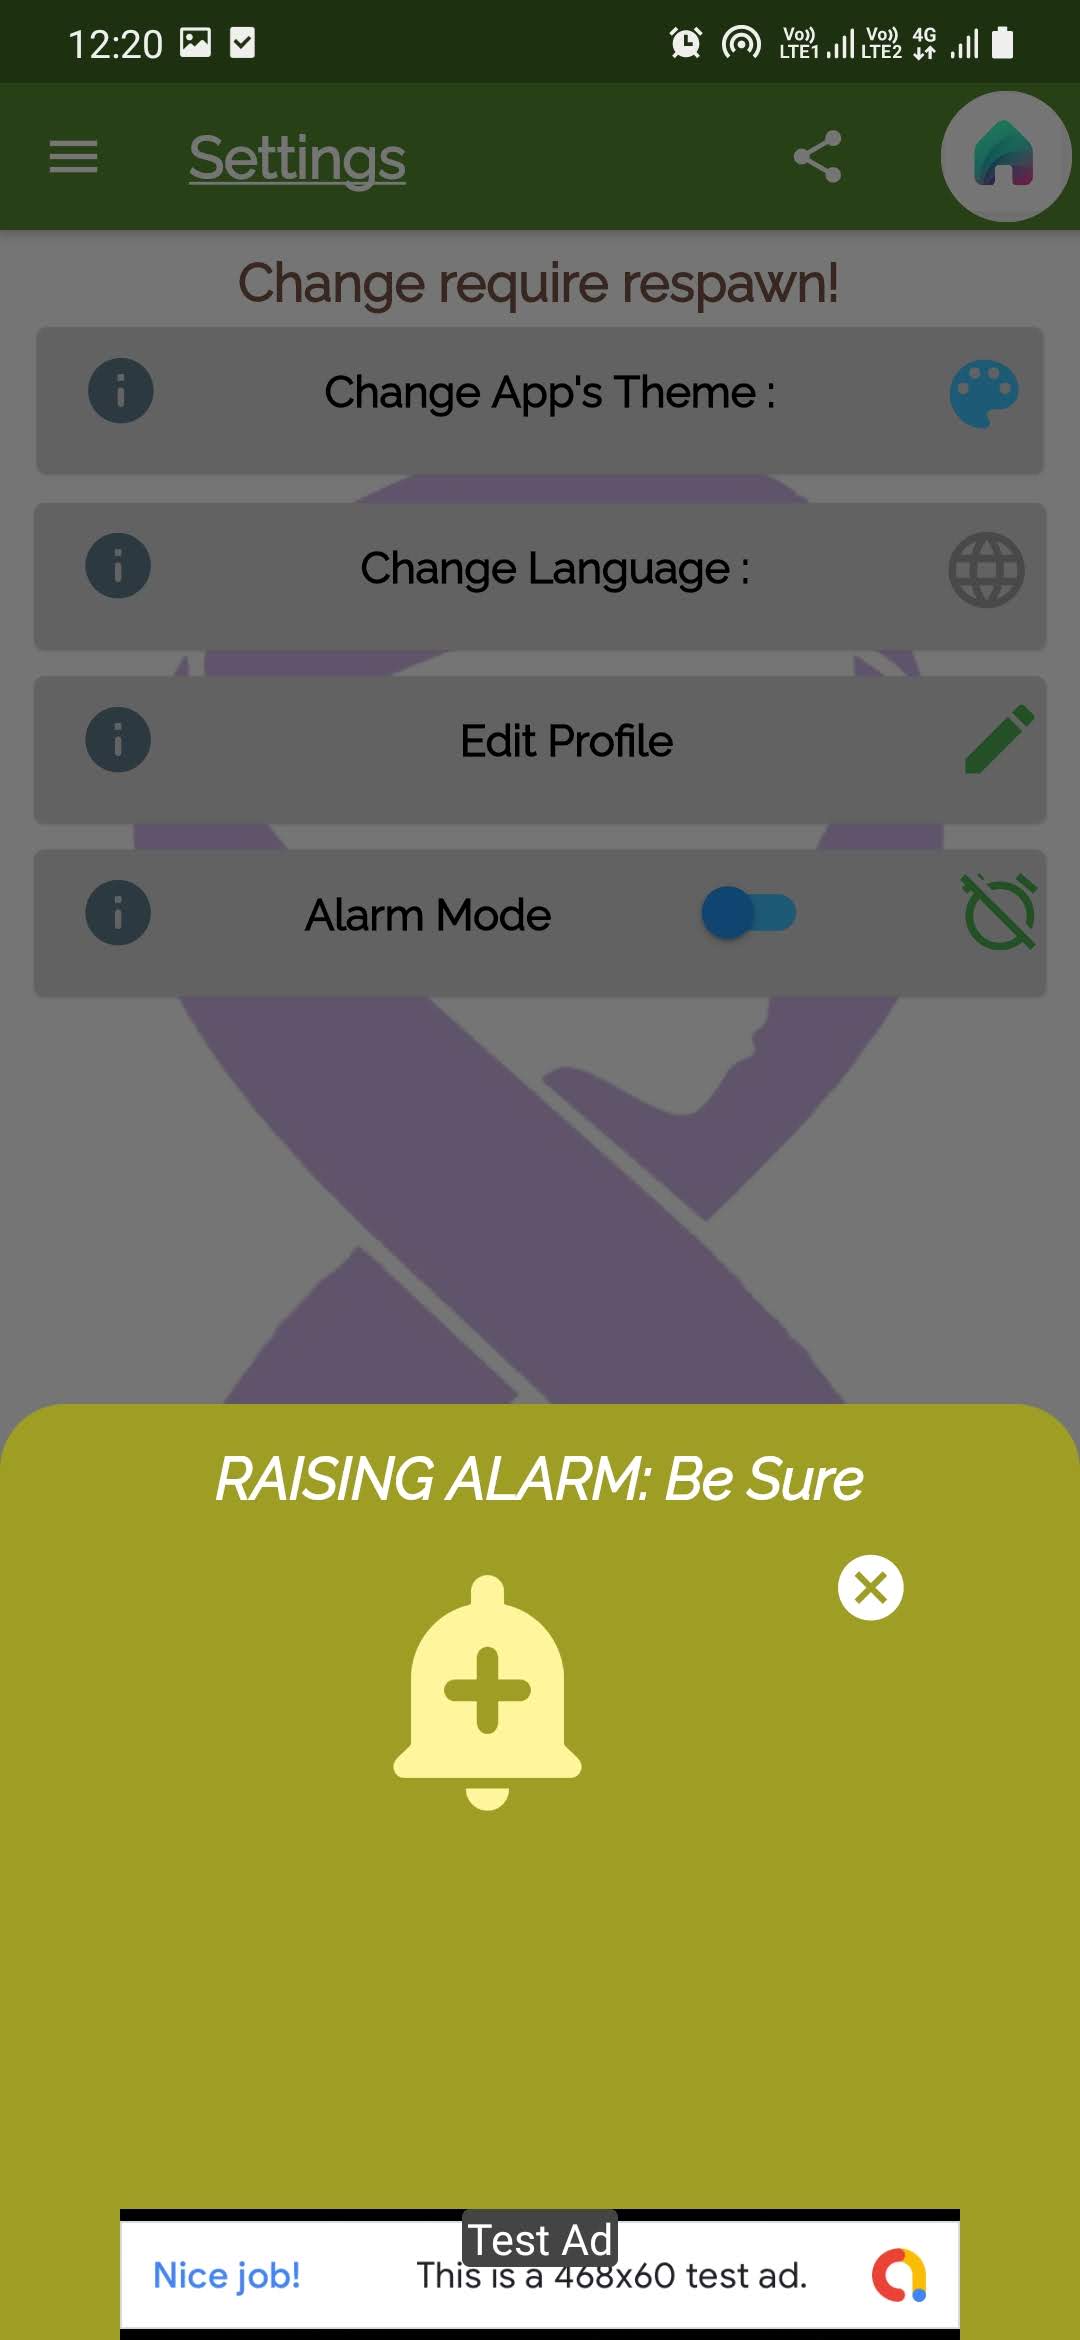 12:20
Vo)) LTE1 Vo)) LTE2 4G
Settings
Change require respawn!
Change App's Theme :
Change Language :
Edit Profile
Alarm Mode
RAISING ALARM: Be Sure
Test Ad
Nice job! This is a 468x60 test ad.